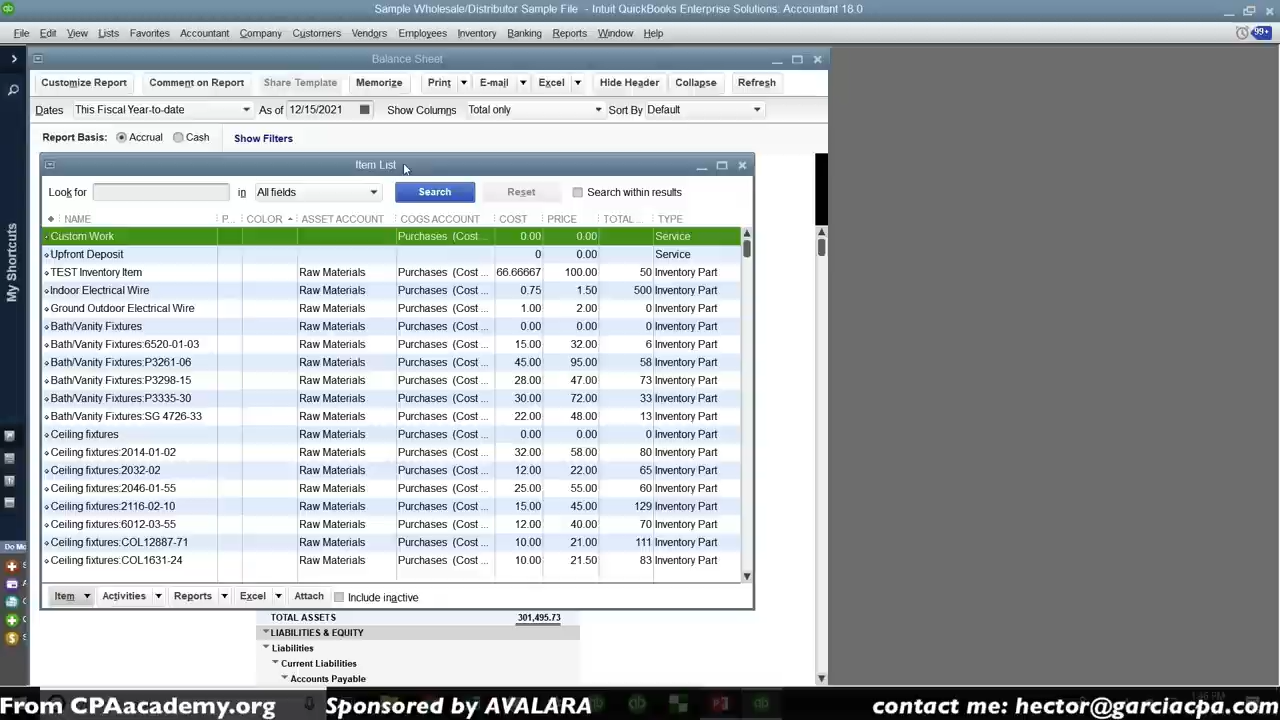 Sample Wholesale/Distributor Sample File - Intuit QuickBooks Enterprise Solutions: Accountant 18.0
File Edit View Lists Favorites Accountant Company Customers Vendors Employees Inventory Banking Reports Window Help 99+
Balance Sheet
Customize Report Comment on Report Share Template Memorize Print E-mail Excel Hide Header Collapse Refresh
Dates This Fiscal Year-to-date As of 12/15/2021 Show Columns Total only Sort By Default
Report Basis: Accrual Cash Show Filters
Item List
Look for in All fields Search Reset Search within results
NAME P... COLOR ASSET ACCOUNT COGS ACCOUNT COST PRICE TOTAL... TYPE
Custom Work Purchases (Cost ... 0.00 0.00 Service
Upfront Deposit 0 0.00 Service
TEST Inventory Item Raw Materials Purchases (Cost ... 66.66667 100.00 50 Inventory Part
Indoor Electrical Wire Raw Materials Purchases (Cost ... 0.75 1.50 500 Inventory Part
Ground Outdoor Electrical Wire Raw Materials Purchases (Cost ... 1.00 2.00 0 Inventory Part
Bath/Vanity Fixtures Raw Materials Purchases (Cost ... 0.00 0.00 0 Inventory Part
Bath/Vanity Fixtures:6520-01-03 Raw Materials Purchases (Cost ... 15.00 32.00 6 Inventory Part
Bath/Vanity Fixtures:P3261-06 Raw Materials Purchases (Cost ... 45.00 95.00 58 Inventory Part
Bath/Vanity Fixtures:P3298-15 Raw Materials Purchases (Cost ... 28.00 47.00 73 Inventory Part
Bath/Vanity Fixtures:P3335-30 Raw Materials Purchases (Cost ... 30.00 72.00 33 Inventory Part
Bath/Vanity Fixtures:SG 4726-33 Raw Materials Purchases (Cost ... 22.00 48.00 13 Inventory Part
Ceiling fixtures Raw Materials Purchases (Cost ... 0.00 0.00 0 Inventory Part
Ceiling fixtures:2014-01-02 Raw Materials Purchases (Cost ... 32.00 58.00 80 Inventory Part
Ceiling fixtures:2032-02 Raw Materials Purchases (Cost ... 12.00 22.00 65 Inventory Part
Ceiling fixtures:2046-01-55 Raw Materials Purchases (Cost ... 25.00 55.00 60 Inventory Part
Ceiling fixtures:2116-02-10 Raw Materials Purchases (Cost ... 15.00 45.00 129 Inventory Part
Ceiling fixtures:6012-03-55 Raw Materials Purchases (Cost ... 12.00 40.00 70 Inventory Part
Ceiling fixtures:COL12887-71 Raw Materials Purchases (Cost ... 10.00 21.00 111 Inventory Part
Ceiling fixtures:COL1631-24 Raw Materials Purchases (Cost ... 10.00 21.50 83 Inventory Part
Item Activities Reports Excel Attach Include inactive
My Shortcuts
Do Mo
TOTAL ASSETS 301,495.73
LIABILITIES & EQUITY
Liabilities
Current Liabilities
Accounts Payable
From CPAacademy.org Sponsored by AVALARA contact me: hector@garciacpa.com